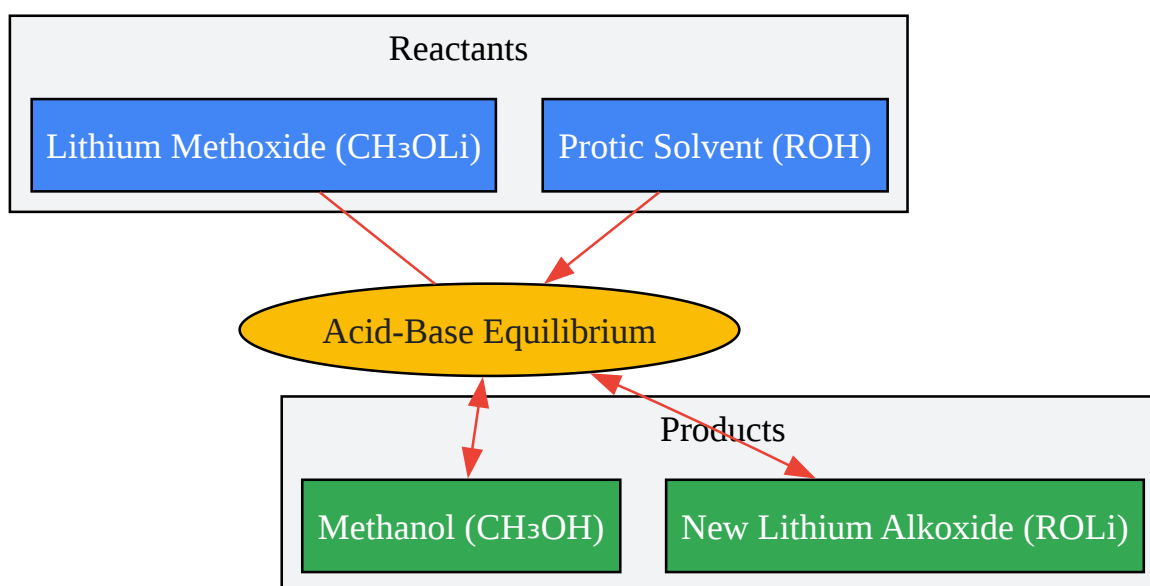 Reactants
Lithium Methoxide (CH₃OLi)
Protic Solvent (ROH)
Acid-Base Equilibrium
Products
Methanol (CH₃OH)
New Lithium Alkoxide (ROLi)